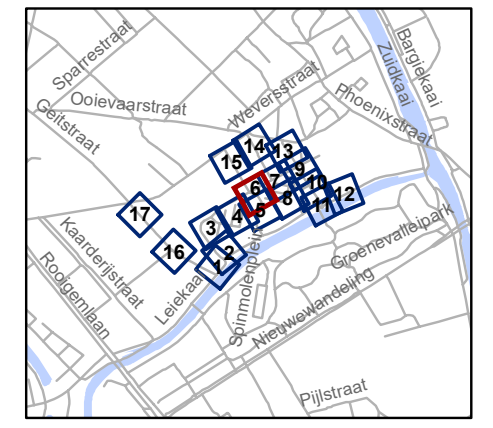 Sparrestraat
Geitstraat
Ooievaarstraat
Weversstraat
Bargiekaai
Zuidkaai
Phoenixstraat
14
13
15
9
7
6
10
12
8
11
5
4
3
17
16
2
1
Kaarderijstraat
Rooigemlaan
Leiekaai
Spinmolenplein
Groenevalleipark
Nieuwewandeling
Pijlstraat